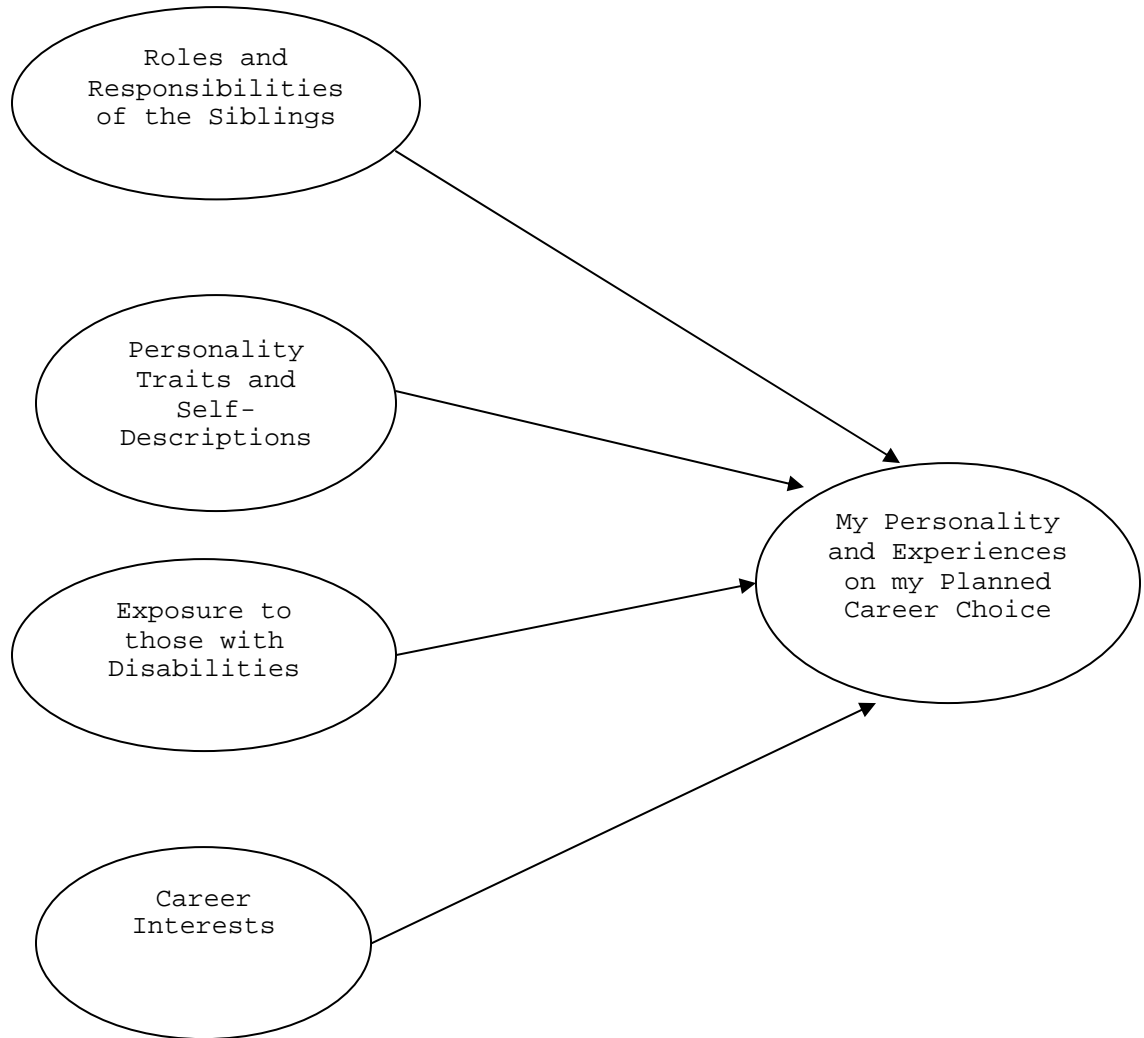 Roles and
Responsibilities
of the Siblings
Personality
Traits and
Self-
Descriptions
My Personality
and Experiences
on my Planned
Career Choice
Exposure to
those with
Disabilities
Career
Interests